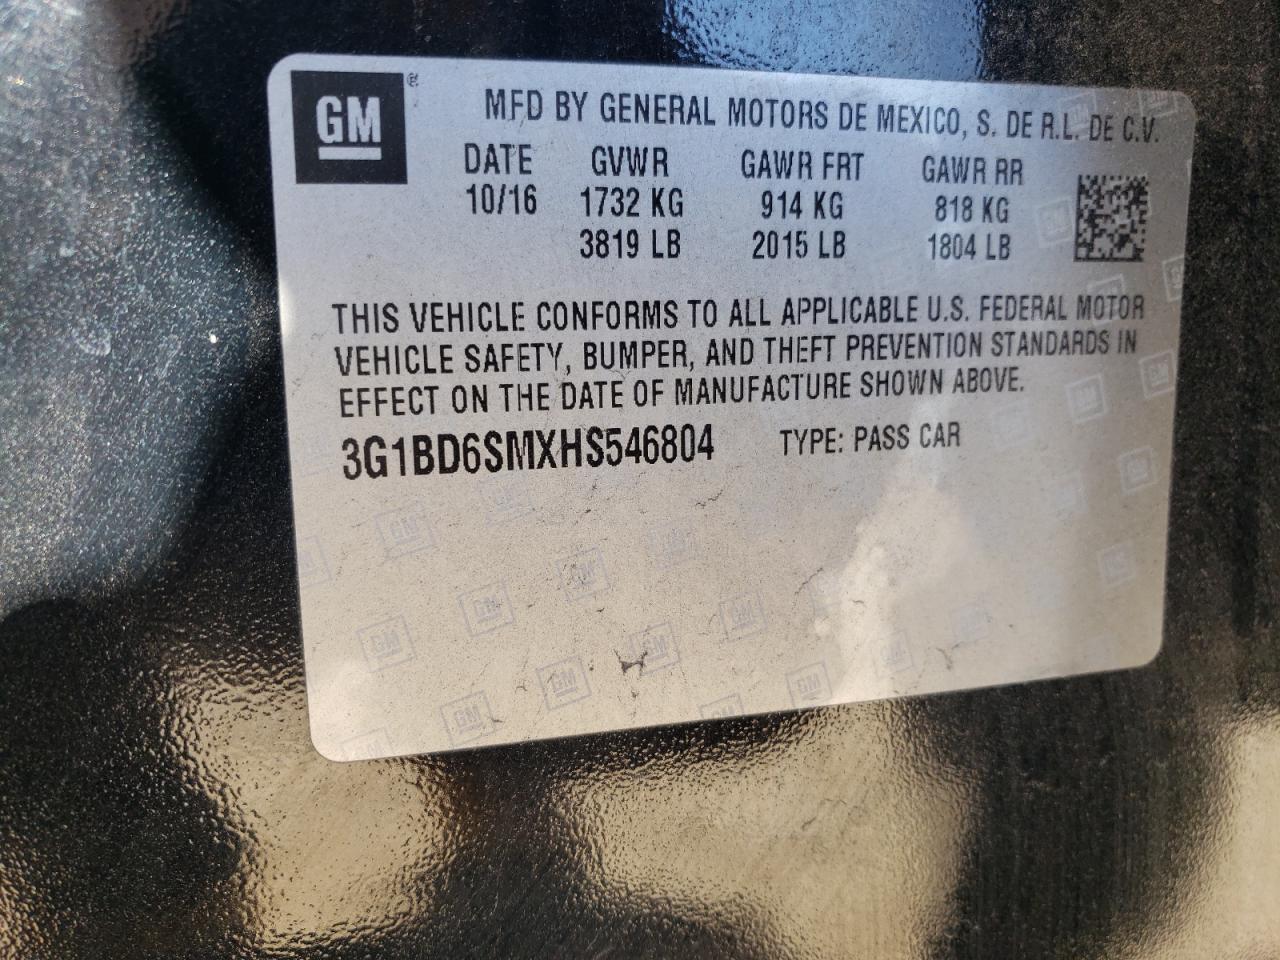 GM ®
MFD BY GENERAL MOTORS DE MEXICO, S. DE R.L. DE C.V.
DATE GVWR GAWR FRT GAWR RR
10/16 1732 KG 914 KG 818 KG
3819 LB 2015 LB 1804 LB
THIS VEHICLE CONFORMS TO ALL APPLICABLE U.S. FEDERAL MOTOR
VEHICLE SAFETY, BUMPER, AND THEFT PREVENTION STANDARDS IN
EFFECT ON THE DATE OF MANUFACTURE SHOWN ABOVE.
3G1BD6SMXHS546804 TYPE: PASS CAR